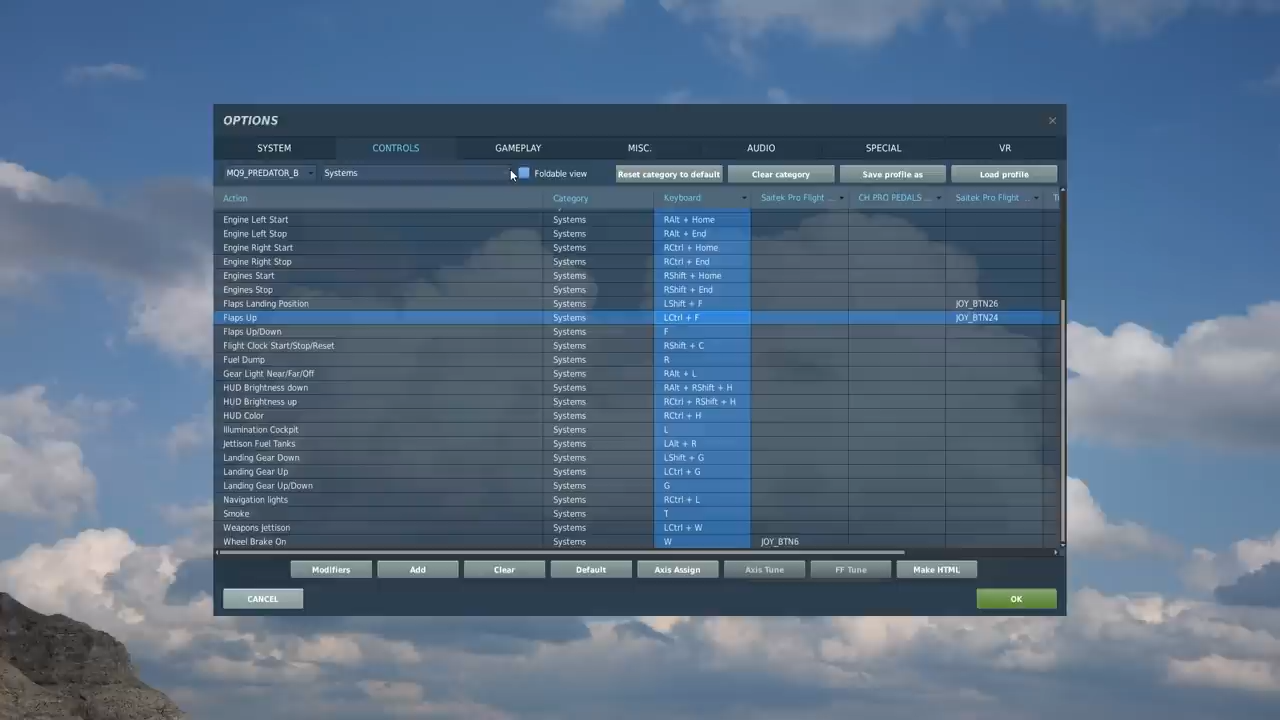 OPTIONS
SYSTEM CONTROLS GAMEPLAY MISC. AUDIO SPECIAL VR
MQ9_PREDATOR_B Systems Foldable view Reset category to default Clear category Save profile as Load profile
Action Category Keyboard Saitek Pro Flight ... CH PRO PEDALS ... Saitek Pro Flight ...
Engine Left Start Systems RAlt + Home
Engine Left Stop Systems RAlt + End
Engine Right Start Systems RCtrl + Home
Engine Right Stop Systems RCtrl + End
Engines Start Systems RShift + Home
Engines Stop Systems RShift + End
Flaps Landing Position Systems LShift + F JOY_BTN26
Flaps Up Systems LCtrl + F JOY_BTN24
Flaps Up/Down Systems F
Flight Clock Start/Stop/Reset Systems RShift + C
Fuel Dump Systems R
Gear Light Near/Far/Off Systems RAlt + L
HUD Brightness down Systems RAlt + RShift + H
HUD Brightness up Systems RCtrl + RShift + H
HUD Color Systems RCtrl + H
Illumination Cockpit Systems L
Jettison Fuel Tanks Systems LAlt + R
Landing Gear Down Systems LShift + G
Landing Gear Up Systems LCtrl + G
Landing Gear Up/Down Systems G
Navigation lights Systems RCtrl + L
Smoke Systems T
Weapons Jettison Systems LCtrl + W
Wheel Brake On Systems W JOY_BTN6
Modifiers Add Clear Default Axis Assign Axis Tune FF Tune Make HTML
CANCEL OK